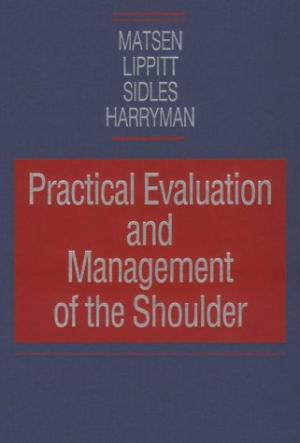 MATSEN
LIPPITT
SIDLES
HARRYMAN
Practical Evaluation
and
Management
of the Shoulder